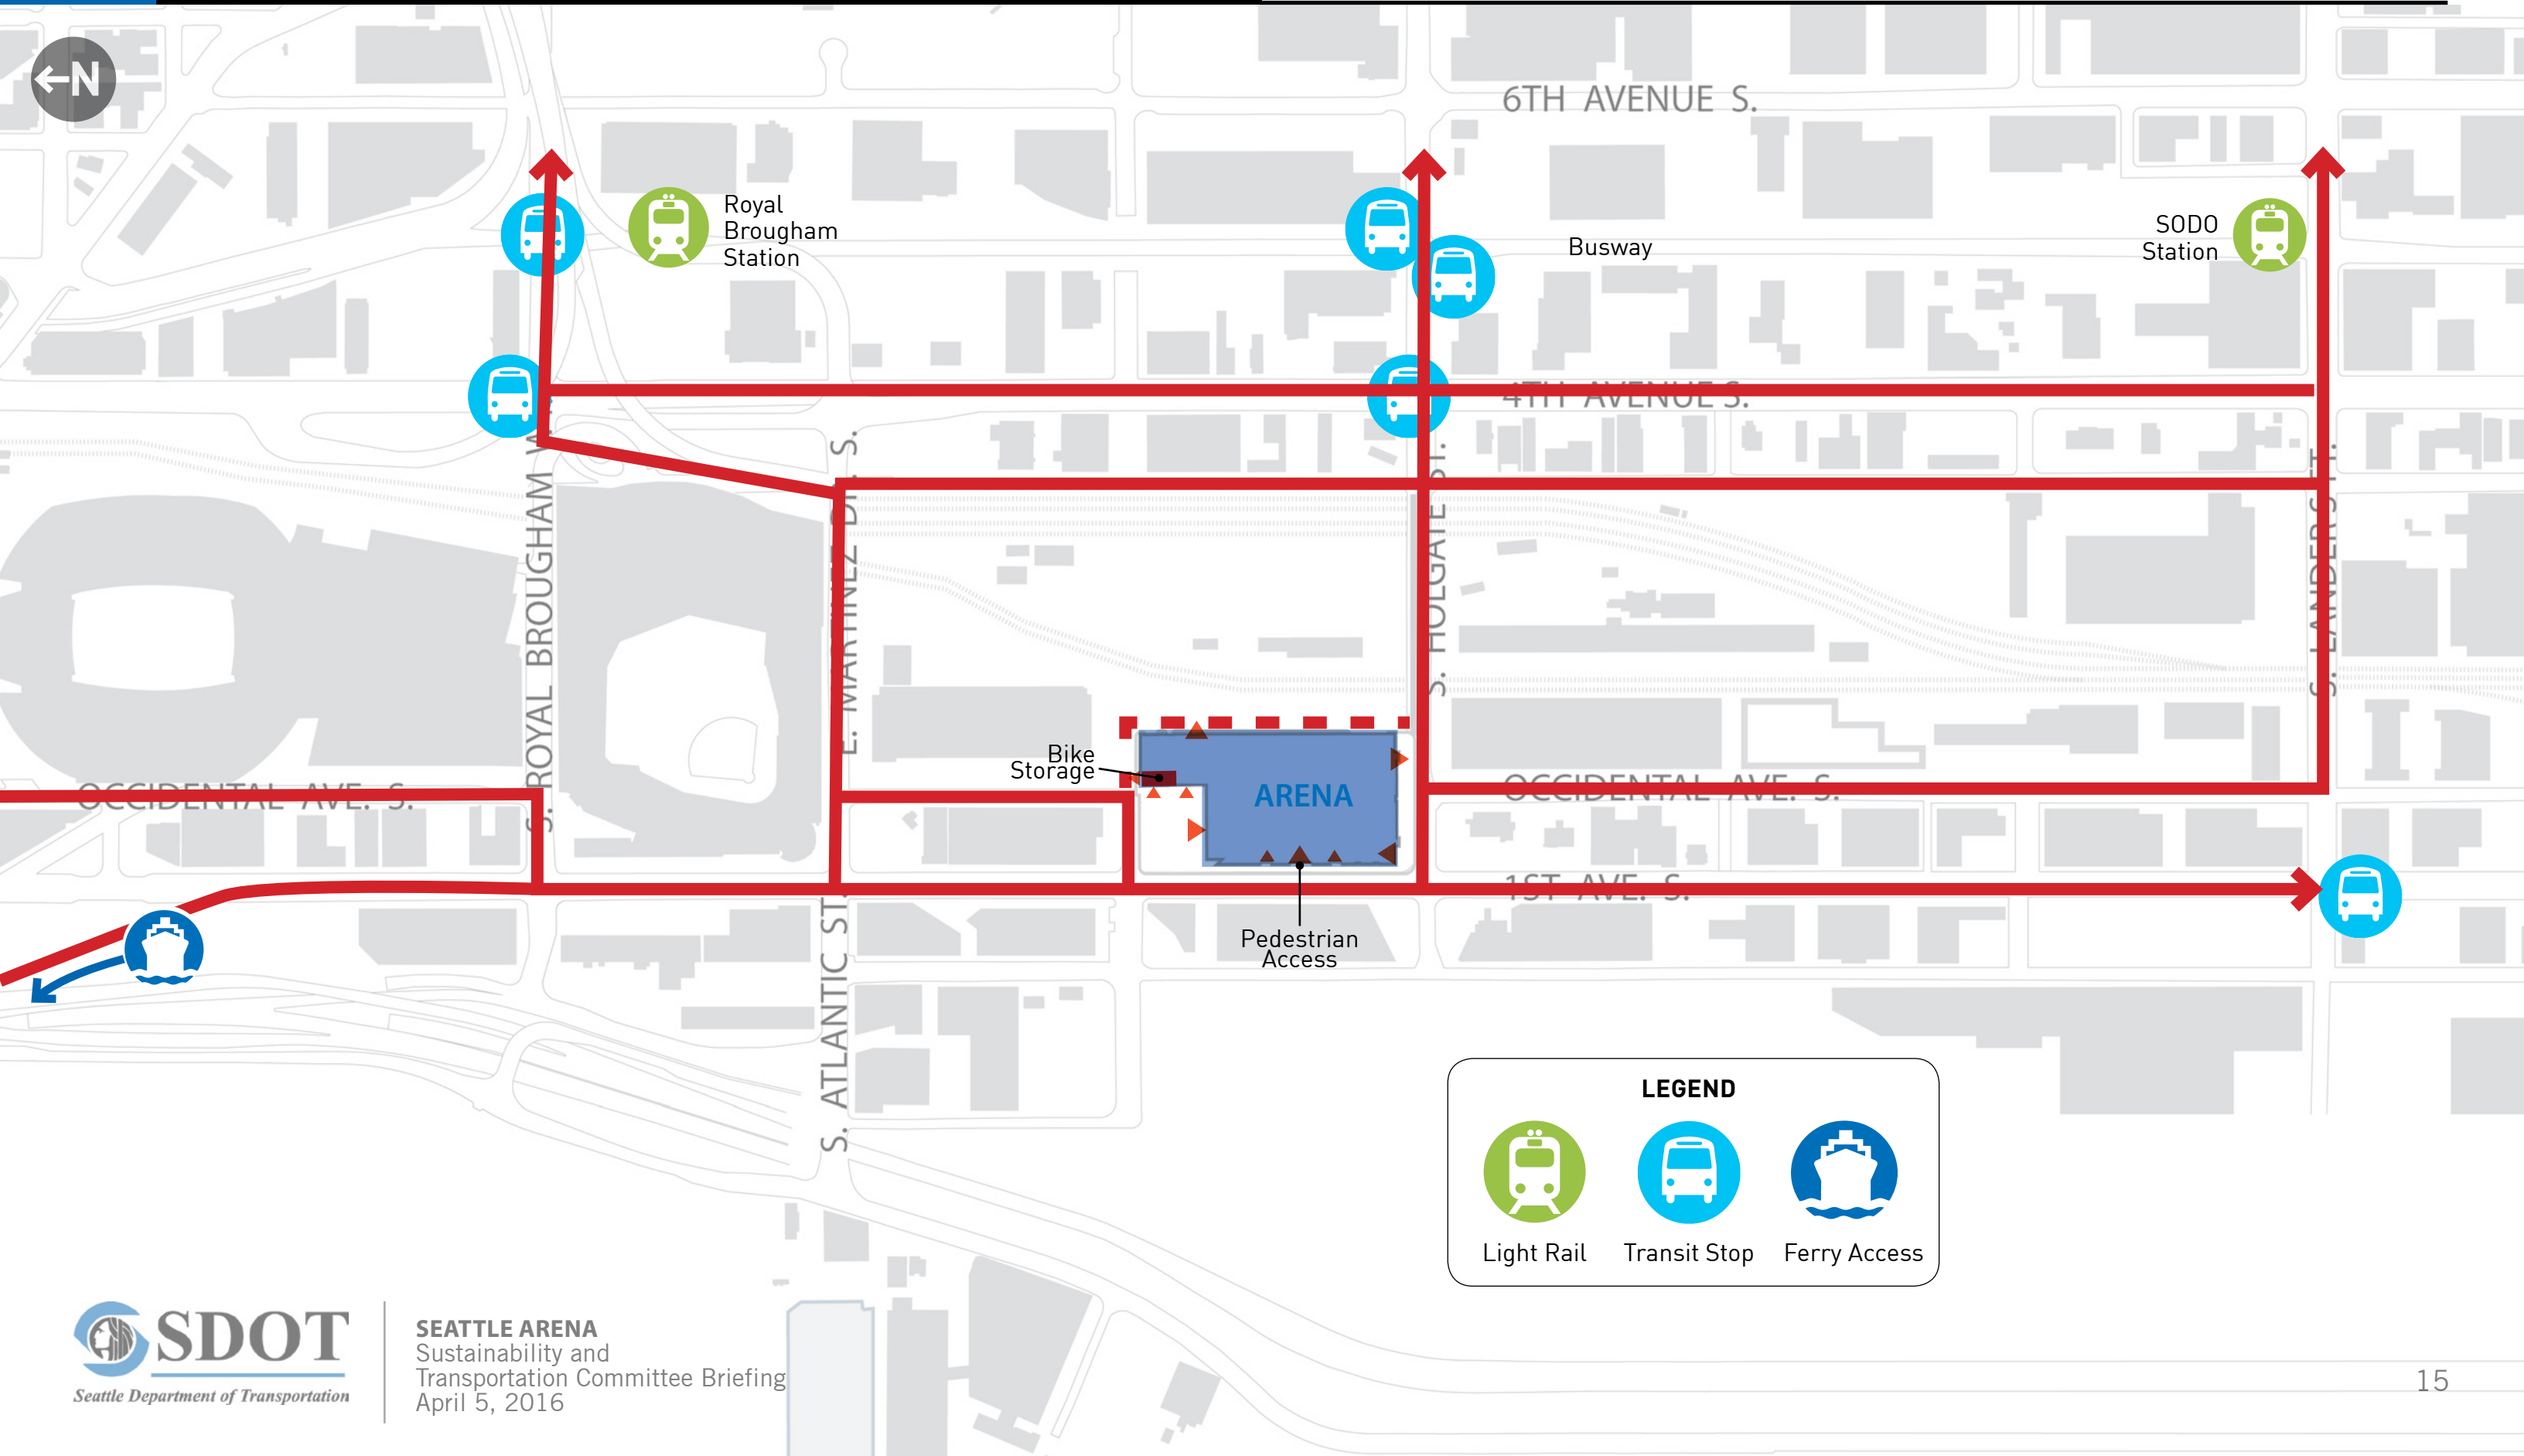 N
6TH AVENUE S.
Royal
Brougham
Station
Busway
SODO
Station
4TH AVENUE S.
S. ROYAL BROUGHAM W
E. MARTINEZ DR. S.
S. HOLGATE ST.
S. LANDER ST.
Bike
Storage
ARENA
OCCIDENTAL AVE. S.
OCCIDENTAL AVE. S.
1ST AVE. S.
Pedestrian
Access
S. ATLANTIC ST.
LEGEND
Light Rail
Transit Stop
Ferry Access
SDOT
Seattle Department of Transportation
SEATTLE ARENA
Sustainability and
Transportation Committee Briefing
April 5, 2016
15